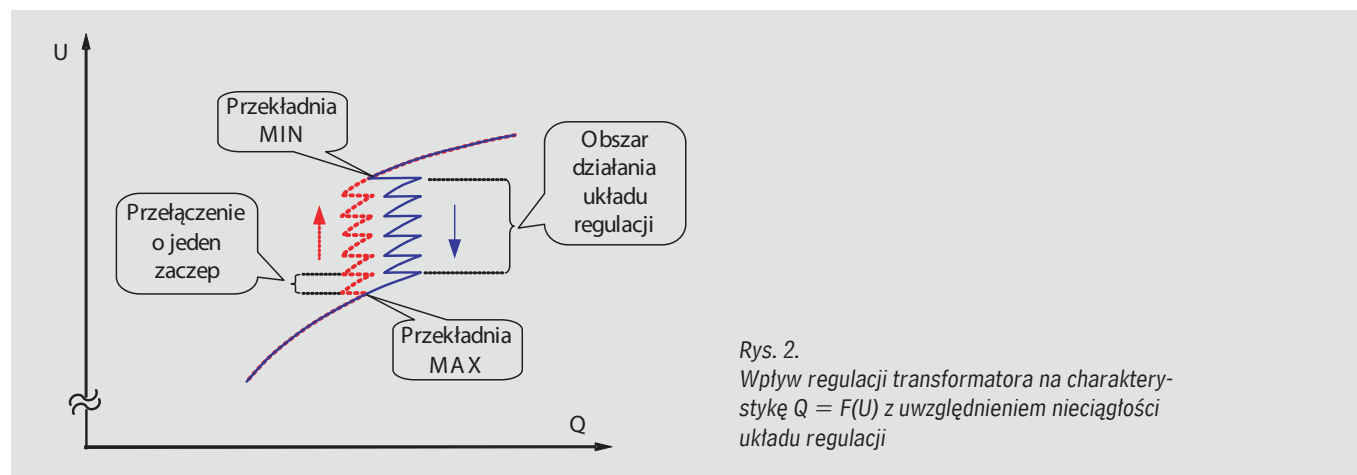 U
Przekładnia
MIN
Obszar
działania
układu
regulacji
Przełączenie
o jeden
zaczep
Przekładnia
MAX
Q
Rys. 2.
Wpływ regulacji transformatora na charaktery-
stykę Q = F(U) z uwzględnieniem nieciągłości
układu regulacji